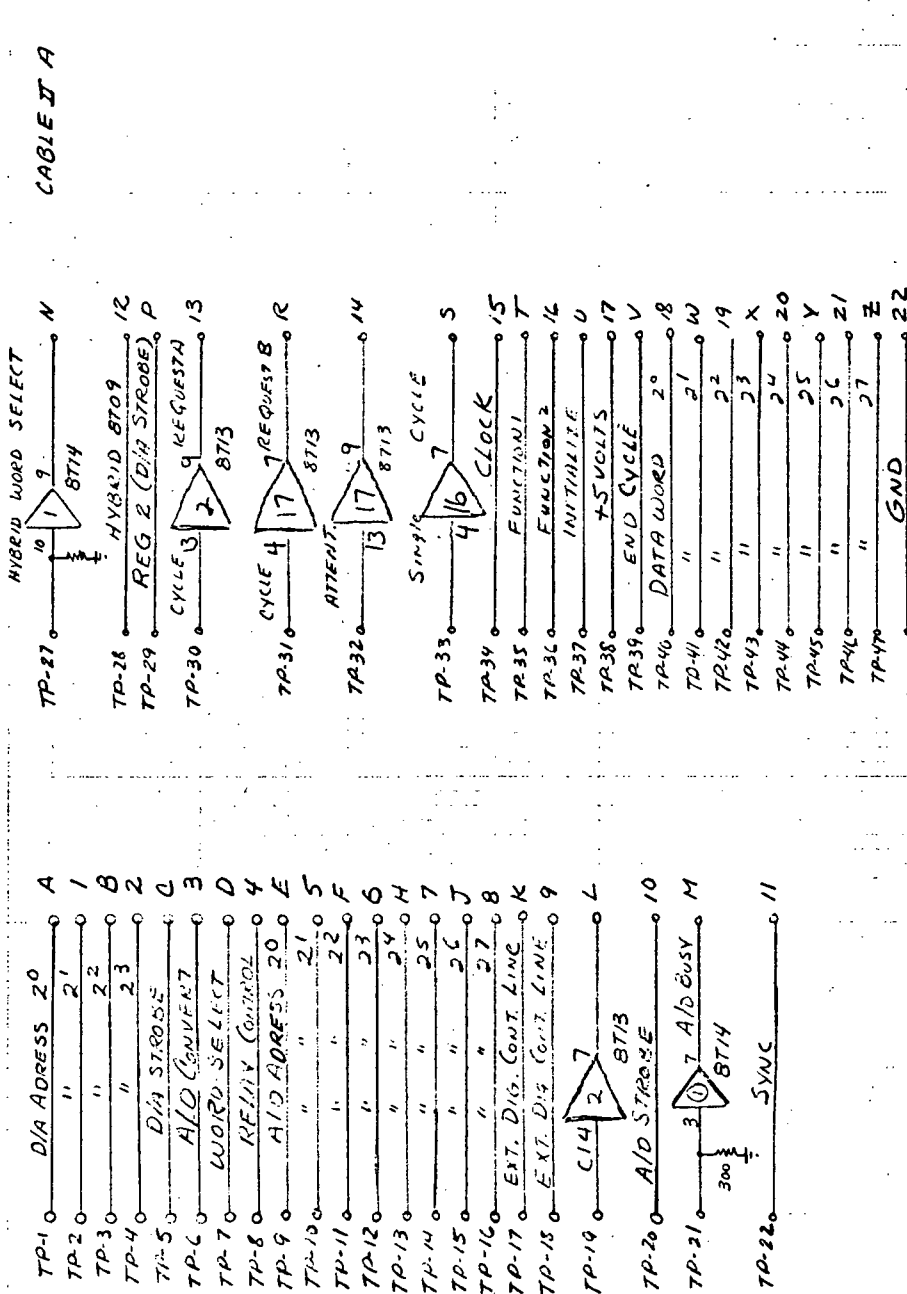 CABLE II A
TP-1 D/A ADRESS 2⁰ A
TP-2 " 2¹ 1
TP-3 " 2² B
TP-4 " 2³ 2
TP-5 D/A STROBE C
TP-6 A/D CONVERT 3
TP-7 WORD SELECT D
TP-8 RELAY CONTROL 4
TP-9 A/D ADRESS 2⁰ E
TP-10 " " 2¹ 5
TP-11 " " 2² F
TP-12 " " 2³ 6
TP-13 " " 2⁴ H
TP-14 " " 2⁵ 7
TP-15 " " 2⁶ J
TP-16 " " 2⁷ 8
TP-17 EXT. DIG. CONT. LINE K
TP-18 EXT. DIG CONT. LINE 9
TP-19 C14 2 7 L
8T13
TP-20 A/D STROBE 10
TP-21 3 1 7 A/D BUSY M
8T14
300
TP-22 SYNC 11
HYBRID WORD SELECT
TP-27 10 1 9 N
8T14
TP-28 HYBRID 8T09 12
TP-29 REG 2 (D/A STROBE) P
TP-30 CYCLE 13 2 9 REQUEST A 13
8T13
TP-31 CYCLE 4 17 7 REQUEST B R
8T13
TP-32 ATTENT. 13 17 9 14
8T13
TP-33 SINGLE 4 16 7 CYCLE S
TP-34 CLOCK 15
TP-35 FUNCTION 1 T
TP-36 FUNCTION 2 16
TP-37 INITIALIZE U
TP-38 +5 VOLTS 17
TP-39 END CYCLE V
TP-40 DATA WORD 2⁰ 18
TP-41 " 2¹ W
TP-42 " 2² 19
TP-43 " 2³ X
TP-44 " 2⁴ 20
TP-45 " 2⁵ Y
TP-46 " 2⁶ 21
TP-47 " 2⁷ Z
GND 22